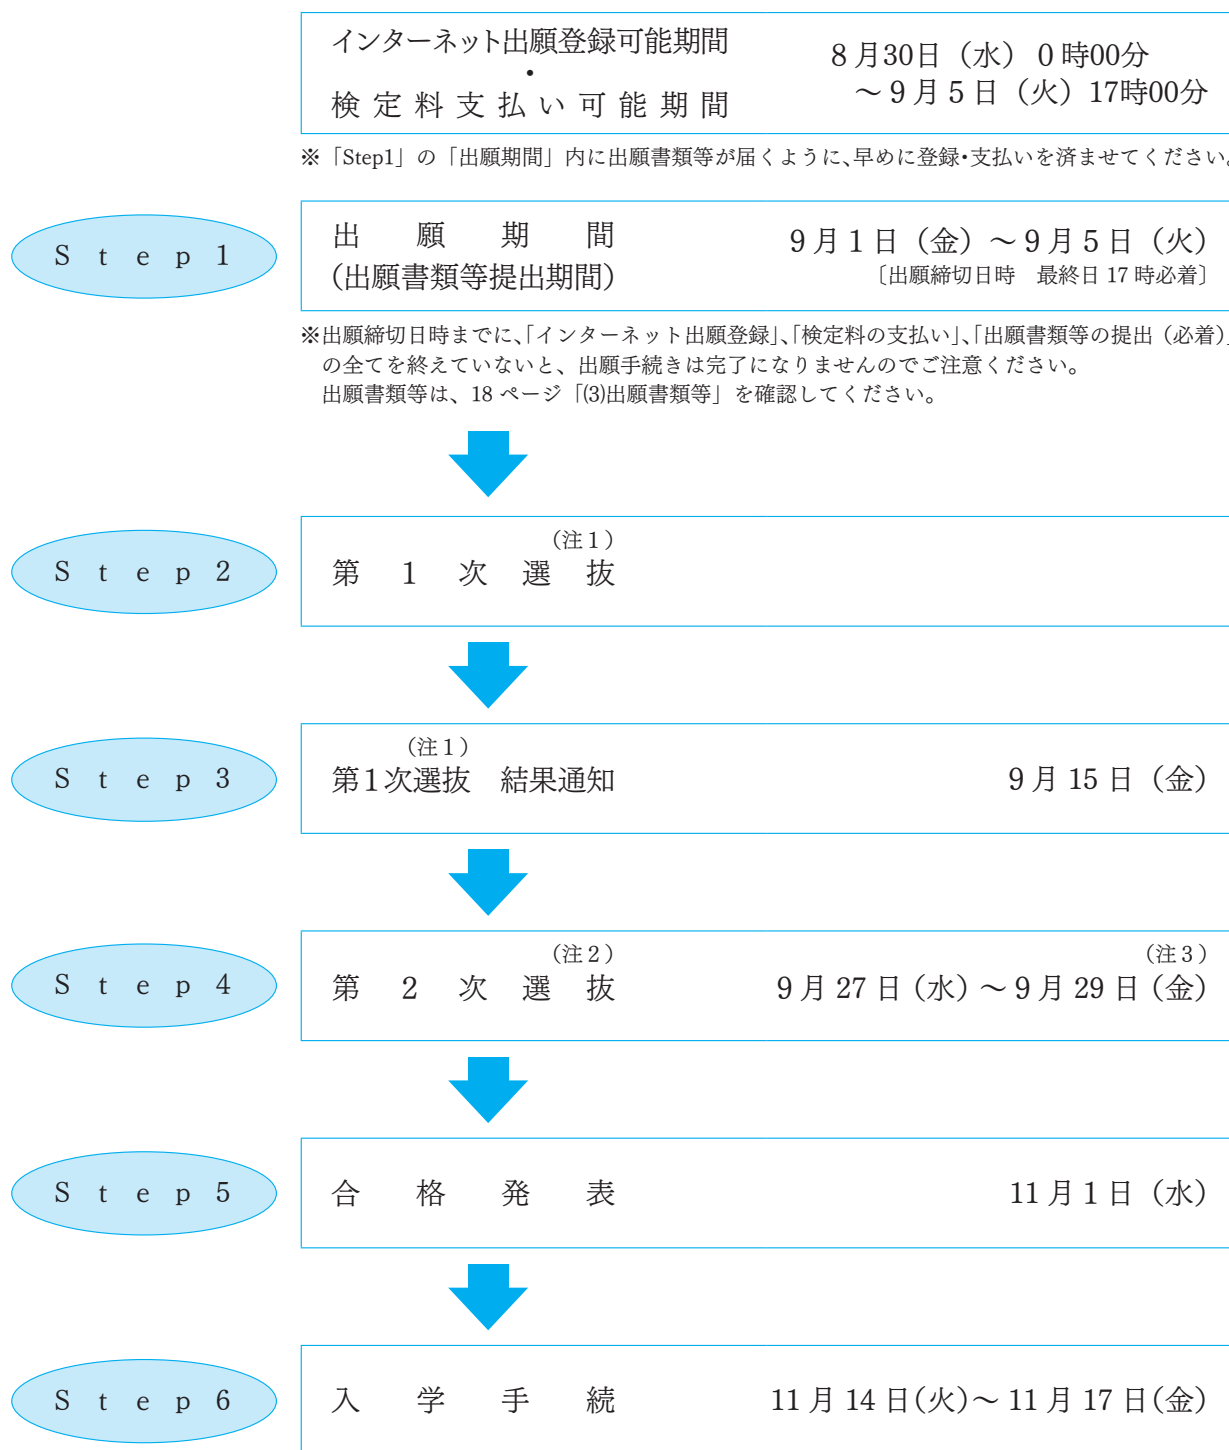 インターネット出願登録可能期間
・
検定料支払い可能期間
8月30日（水）0時00分
～9月5日（火）17時00分
※「Step1」の「出願期間」内に出願書類等が届くように、早めに登録・支払いを済ませてください。
Step1
出願期間
（出願書類等提出期間）
9月1日（金）～9月5日（火）
〔出願締切日時　最終日17時必着〕
※出願締切日時までに、「インターネット出願登録」、「検定料の支払い」、「出願書類等の提出（必着）」
の全てを終えていないと、出願手続きは完了になりませんのでご注意ください。
出願書類等は、18ページ「(3)出願書類等」を確認してください。
Step2
（注1）
第1次選抜
Step3
（注1）
第1次選抜　結果通知
9月15日（金）
Step4
（注2）
第2次選抜
（注3）
9月27日（水）～9月29日（金）
Step5
合格発表
11月1日（水）
Step6
入学手続
11月14日（火）～11月17日（金）